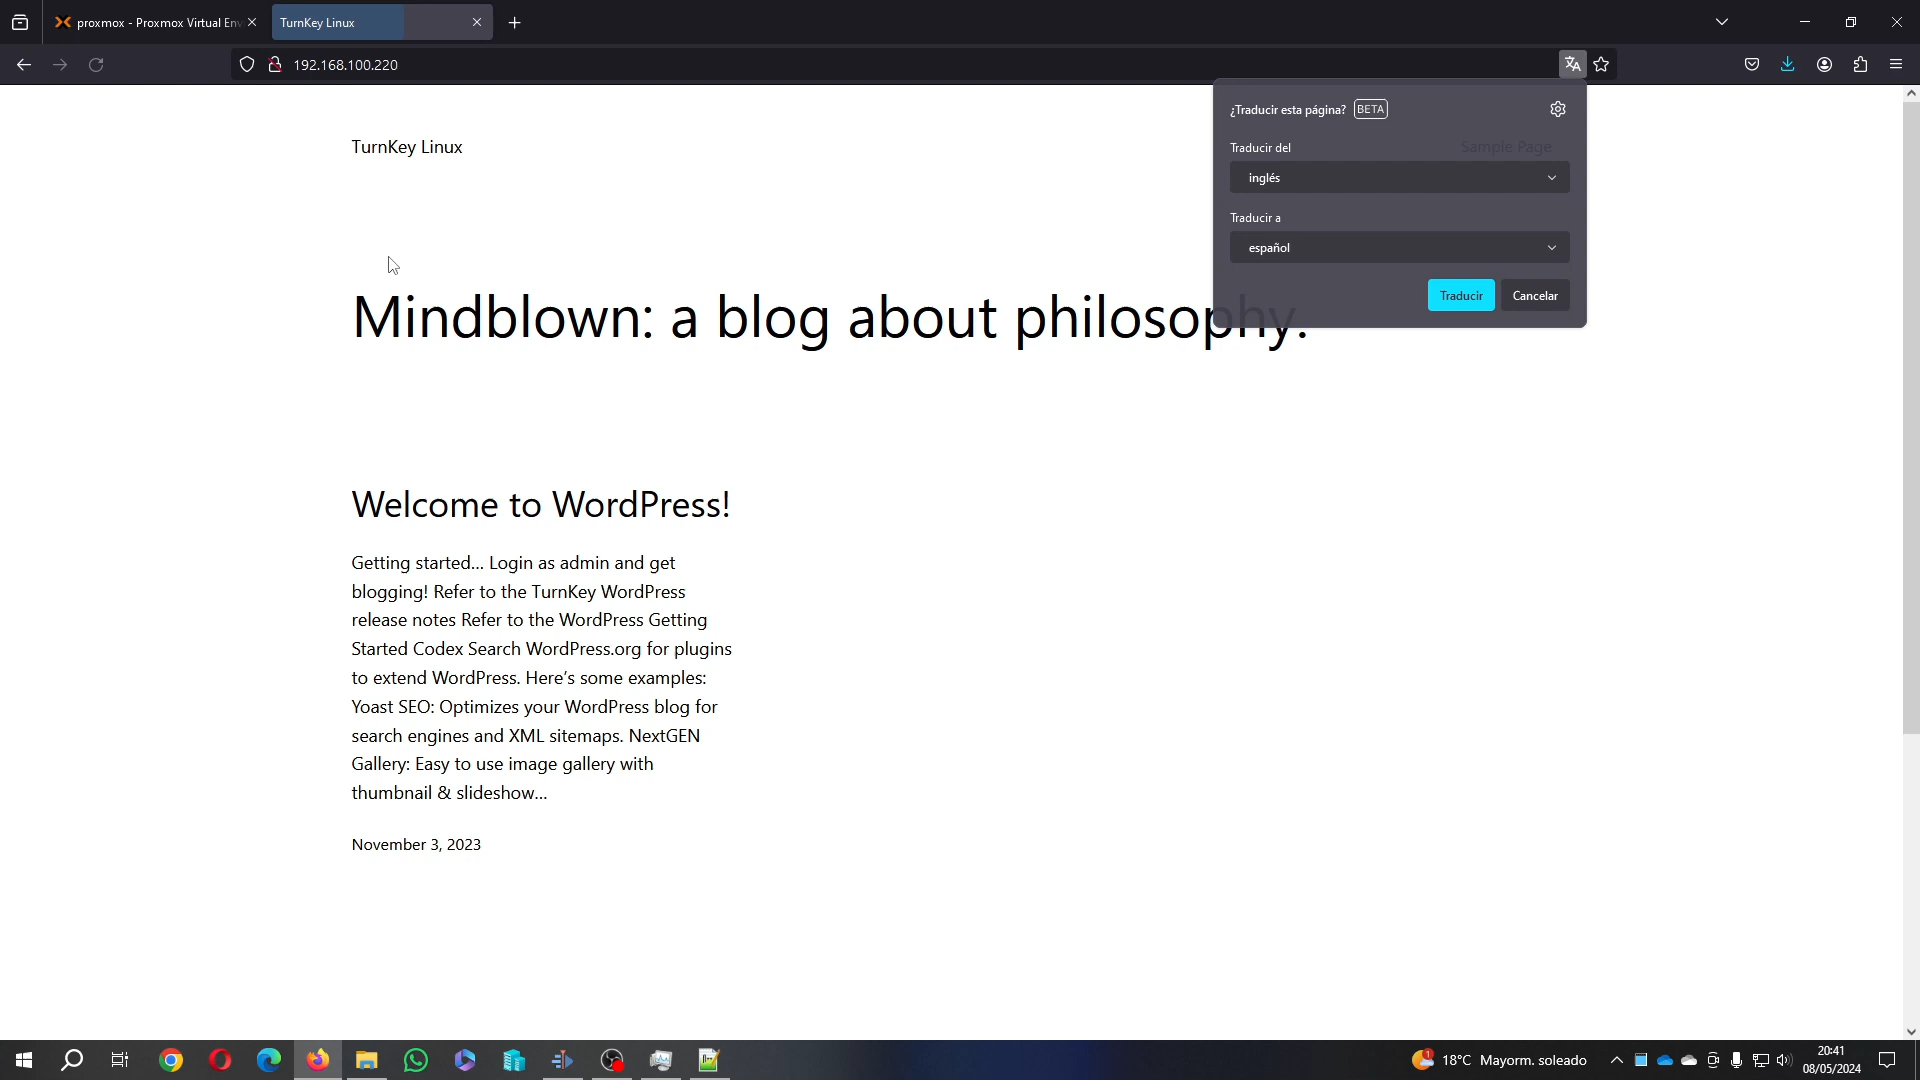 proxmox - Proxmox Virtual Env
TurnKey Linux
192.168.100.220
¿Traducir esta página? BETA
Traducir del
inglés
Traducir a
español
Traducir Cancelar
TurnKey Linux
Sample Page
Mindblown: a blog about philosophy.
Welcome to WordPress!
Getting started… Login as admin and get
blogging! Refer to the TurnKey WordPress
release notes Refer to the WordPress Getting
Started Codex Search WordPress.org for plugins
to extend WordPress. Here’s some examples:
Yoast SEO: Optimizes your WordPress blog for
search engines and XML sitemaps. NextGEN
Gallery: Easy to use image gallery with
thumbnail & slideshow…
November 3, 2023
1
18°C Mayorm. soleado
20:41
08/05/2024